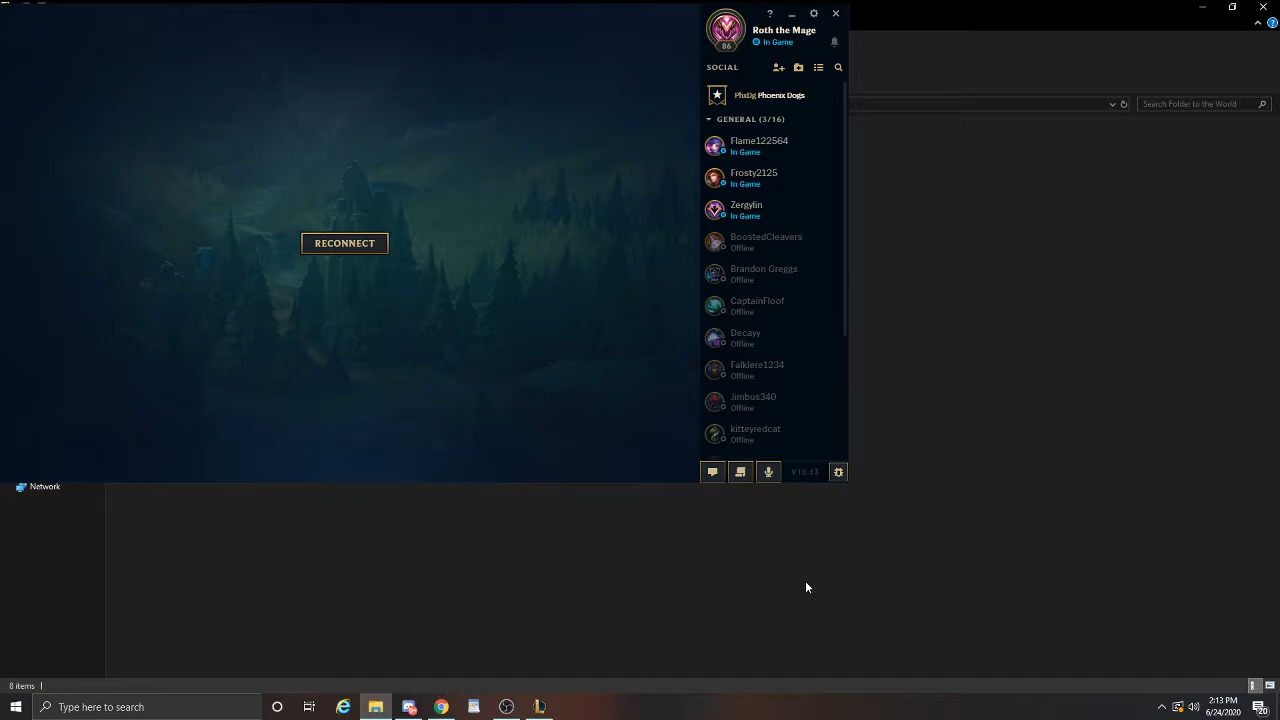 ?
Roth the Mage
86
In Game
SOCIAL
PhxDg Phoenix Dogs
GENERAL (3/16)
Search Folder to the World
?
Flame122564
In Game
Frosty2125
In Game
Zergylin
In Game
BoostedCleavers
Offline
Brandon Greggs
Offline
CaptainFloof
Offline
Decayy
Offline
Falklere1234
Offline
Jimbus340
Offline
kitteyredcat
Offline
RECONNECT
V10.13
Network
8 items
Type here to search
2:13 PM
6/24/2020